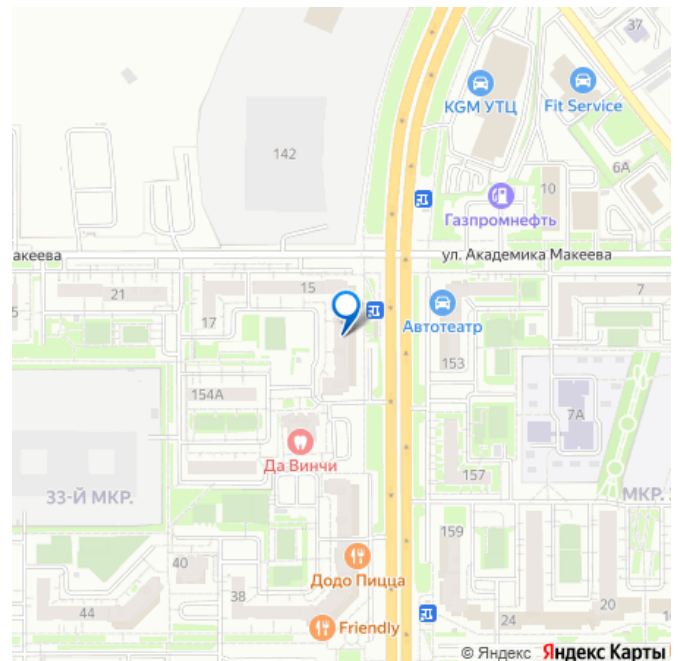 37
KGM УТЦ
Fit Service
142
6А
10
Газпромнефть
акеева
ул. Академика Макеева
21
15
7
17
Автотеатр
153
154А
7А
Да Винчи
157
33-Й МКР.
МКР.
159
40
Додо Пицца
38
44
20
24
Friendly
© Яндекс Яндекс Карты